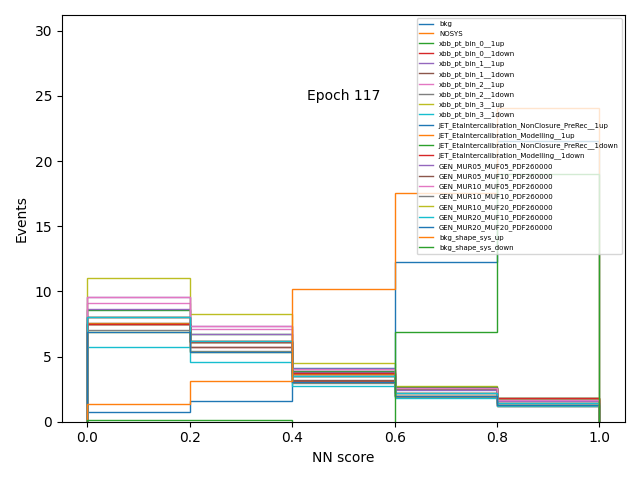 30
25
20
15
10
5
0
Events
0.0 0.2 0.4 0.6 0.8 1.0
NN score
Epoch 117
bkg
NOSYS
xbb_pt_bin_0__1up
xbb_pt_bin_0__1down
xbb_pt_bin_1__1up
xbb_pt_bin_1__1down
xbb_pt_bin_2__1up
xbb_pt_bin_2__1down
xbb_pt_bin_3__1up
xbb_pt_bin_3__1down
JET_EtaIntercalibration_NonClosure_PreRec__1up
JET_EtaIntercalibration_Modelling__1up
JET_EtaIntercalibration_NonClosure_PreRec__1down
JET_EtaIntercalibration_Modelling__1down
GEN_MUR05_MUF05_PDF260000
GEN_MUR05_MUF10_PDF260000
GEN_MUR10_MUF05_PDF260000
GEN_MUR10_MUF10_PDF260000
GEN_MUR10_MUF20_PDF260000
GEN_MUR20_MUF10_PDF260000
GEN_MUR20_MUF20_PDF260000
bkg_shape_sys_up
bkg_shape_sys_down